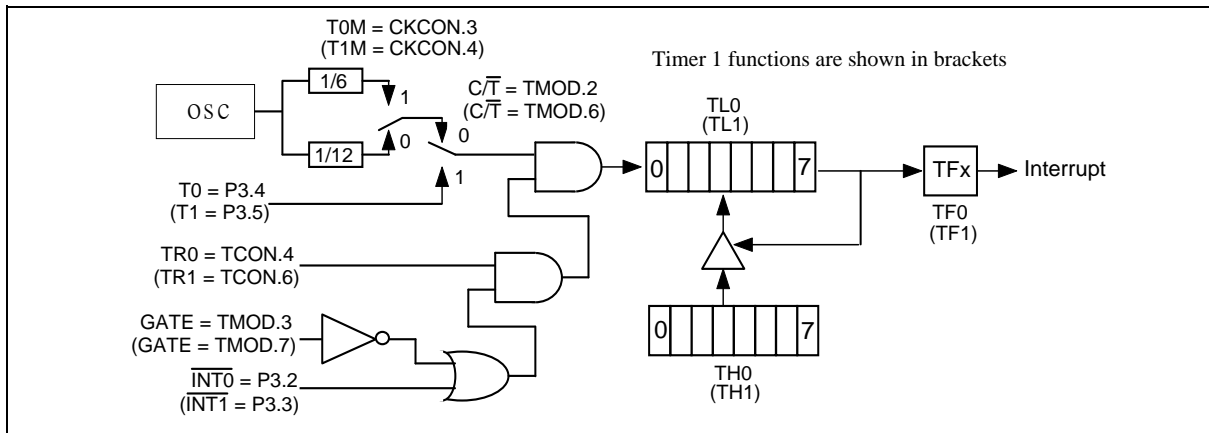 T0M = CKCON.3
(T1M = CKCON.4)
Timer 1 functions are shown in brackets
1/6
1
C/T̅ = TMOD.2
(C/T̅ = TMOD.6)
OSC
TL0
(TL1)
0
0
1/12
1
0
7
TFx
Interrupt
T0 = P3.4
(T1 = P3.5)
TF0
(TF1)
TR0 = TCON.4
(TR1 = TCON.6)
GATE = TMOD.3
(GATE = TMOD.7)
0
7
I̅N̅T̅0̅ = P3.2
(I̅N̅T̅1̅ = P3.3)
TH0
(TH1)